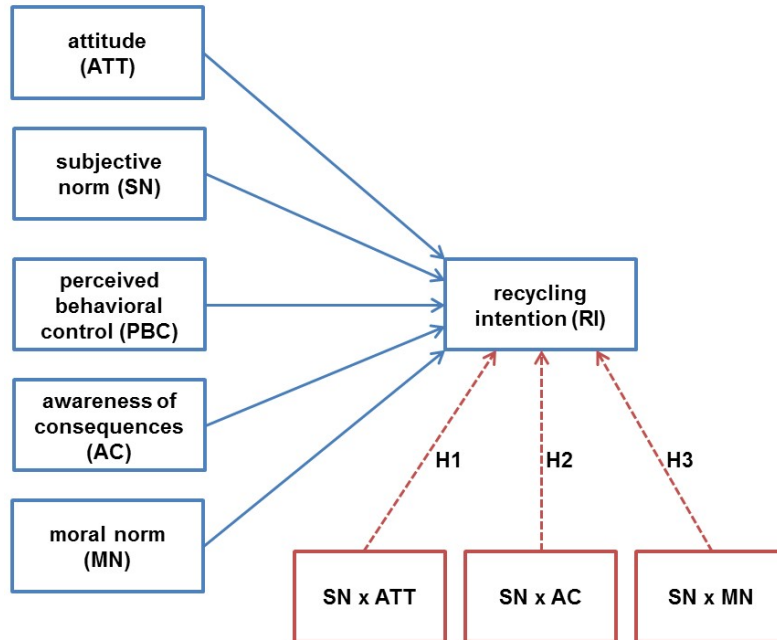 attitude
(ATT)
subjective
norm (SN)
perceived
behavioral
control (PBC)
awareness of
consequences
(AC)
moral norm
(MN)
recycling
intention (RI)
H1
H2
H3
SN x ATT
SN x AC
SN x MN